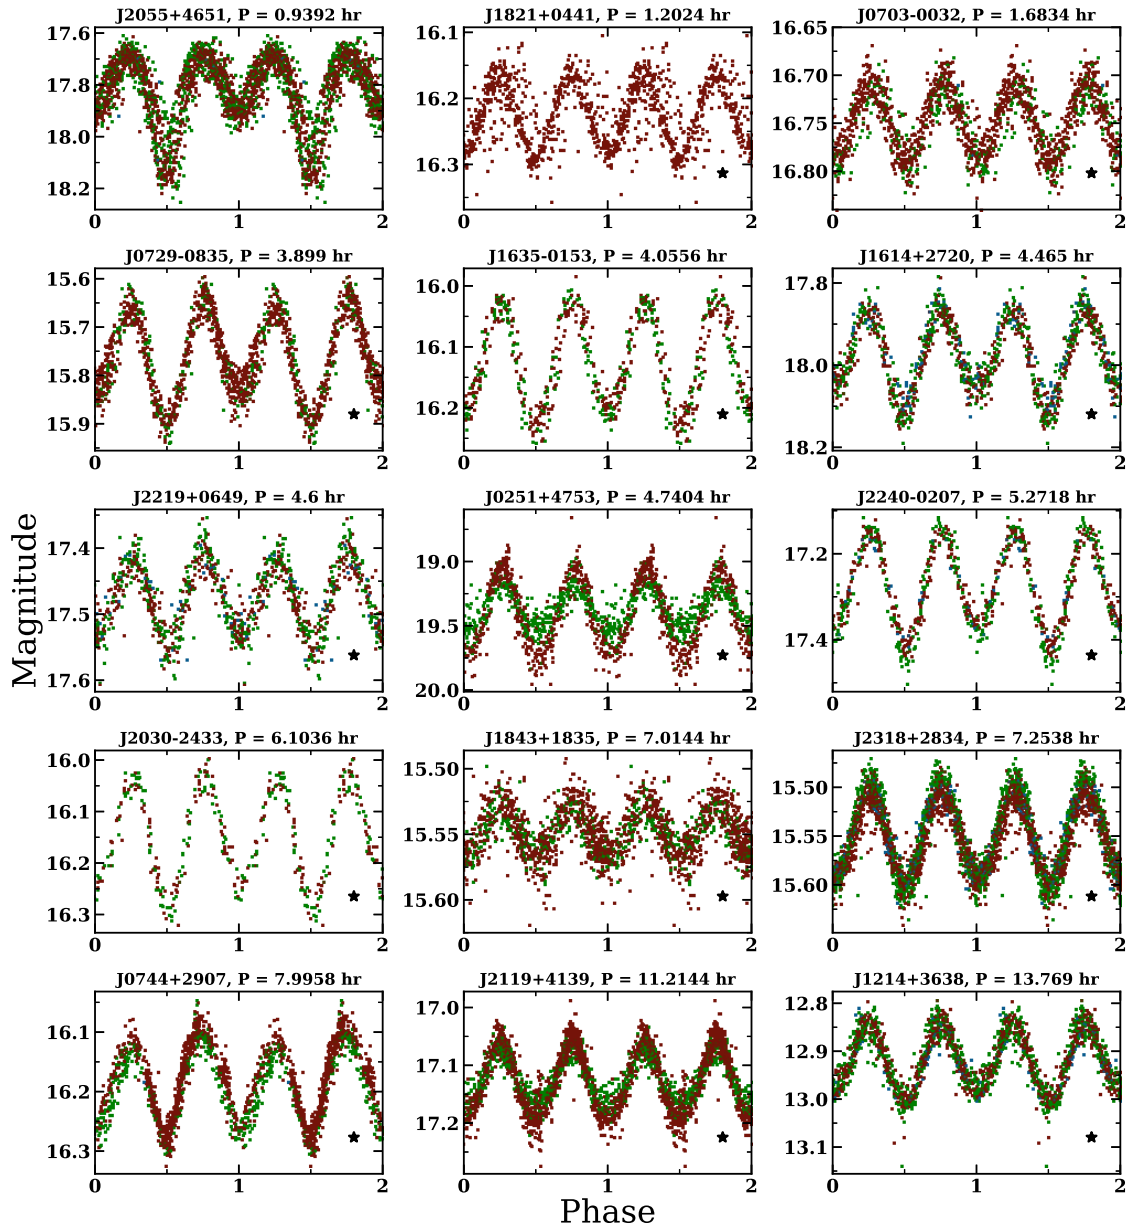 J2055+4651, P = 0.9392 hr
17.6
17.8
18.0
18.2
0 1 2
J1821+0441, P = 1.2024 hr
16.1
16.2
16.3
0 1 2
J0703-0032, P = 1.6834 hr
16.65
16.70
16.75
16.80
0 1 2
J0729-0835, P = 3.899 hr
15.6
15.7
15.8
15.9
0 1 2
J1635-0153, P = 4.0556 hr
16.0
16.1
16.2
0 1 2
J1614+2720, P = 4.465 hr
17.8
18.0
18.2
0 1 2
Magnitude
J2219+0649, P = 4.6 hr
17.4
17.5
17.6
0 1 2
J0251+4753, P = 4.7404 hr
19.0
19.5
20.0
0 1 2
J2240-0207, P = 5.2718 hr
17.2
17.4
0 1 2
J2030-2433, P = 6.1036 hr
16.0
16.1
16.2
16.3
0 1 2
J1843+1835, P = 7.0144 hr
15.50
15.55
15.60
0 1 2
J2318+2834, P = 7.2538 hr
15.50
15.55
15.60
0 1 2
J0744+2907, P = 7.9958 hr
16.1
16.2
16.3
0 1 2
J2119+4139, P = 11.2144 hr
17.0
17.1
17.2
0 1 2
J1214+3638, P = 13.769 hr
12.8
12.9
13.0
13.1
0 1 2
Phase